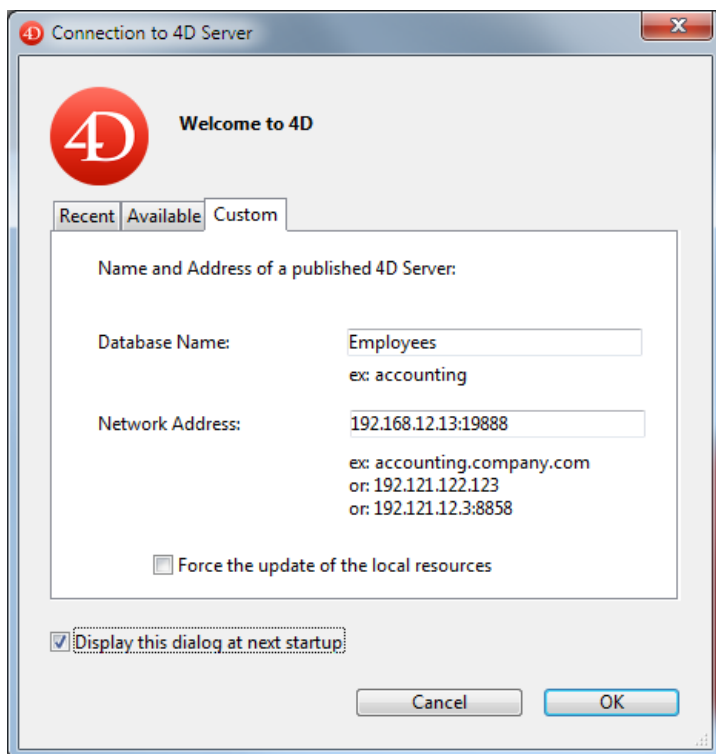 4D Connection to 4D Server X
4D Welcome to 4D
Recent Available Custom
Name and Address of a published 4D Server:
Database Name: Employees
ex: accounting
Network Address: 192.168.12.13:19888
ex: accounting.company.com
or: 192.121.122.123
or: 192.121.12.3:8858
Force the update of the local resources
Display this dialog at next startup
Cancel OK